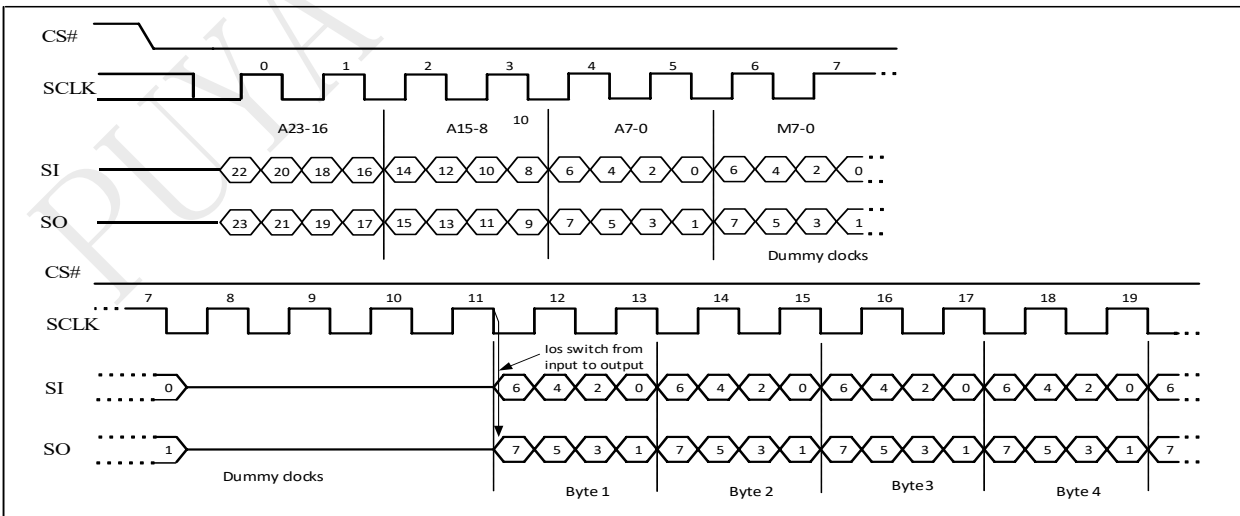 PUYA
CS#
SCLK
0 1 2 3 4 5 6 7
10
A23-16 A15-8 A7-0 M7-0
SI
22 20 18 16 14 12 10 8 6 4 2 0 6 4 2 0
SO
23 21 19 17 15 13 11 9 7 5 3 1 7 5 3 1
Dummy clocks
CS#
7 8 9 10 11 12 13 14 15 16 17 18 19
SCLK
Ios switch from
input to output
SI
0 6 4 2 0 6 4 2 0 6 4 2 0 6 4 2 0 6
SO
1 7 5 3 1 7 5 3 1 7 5 3 1 7 5 3 1 7
Dummy clocks
Byte 1 Byte 2 Byte3 Byte 4